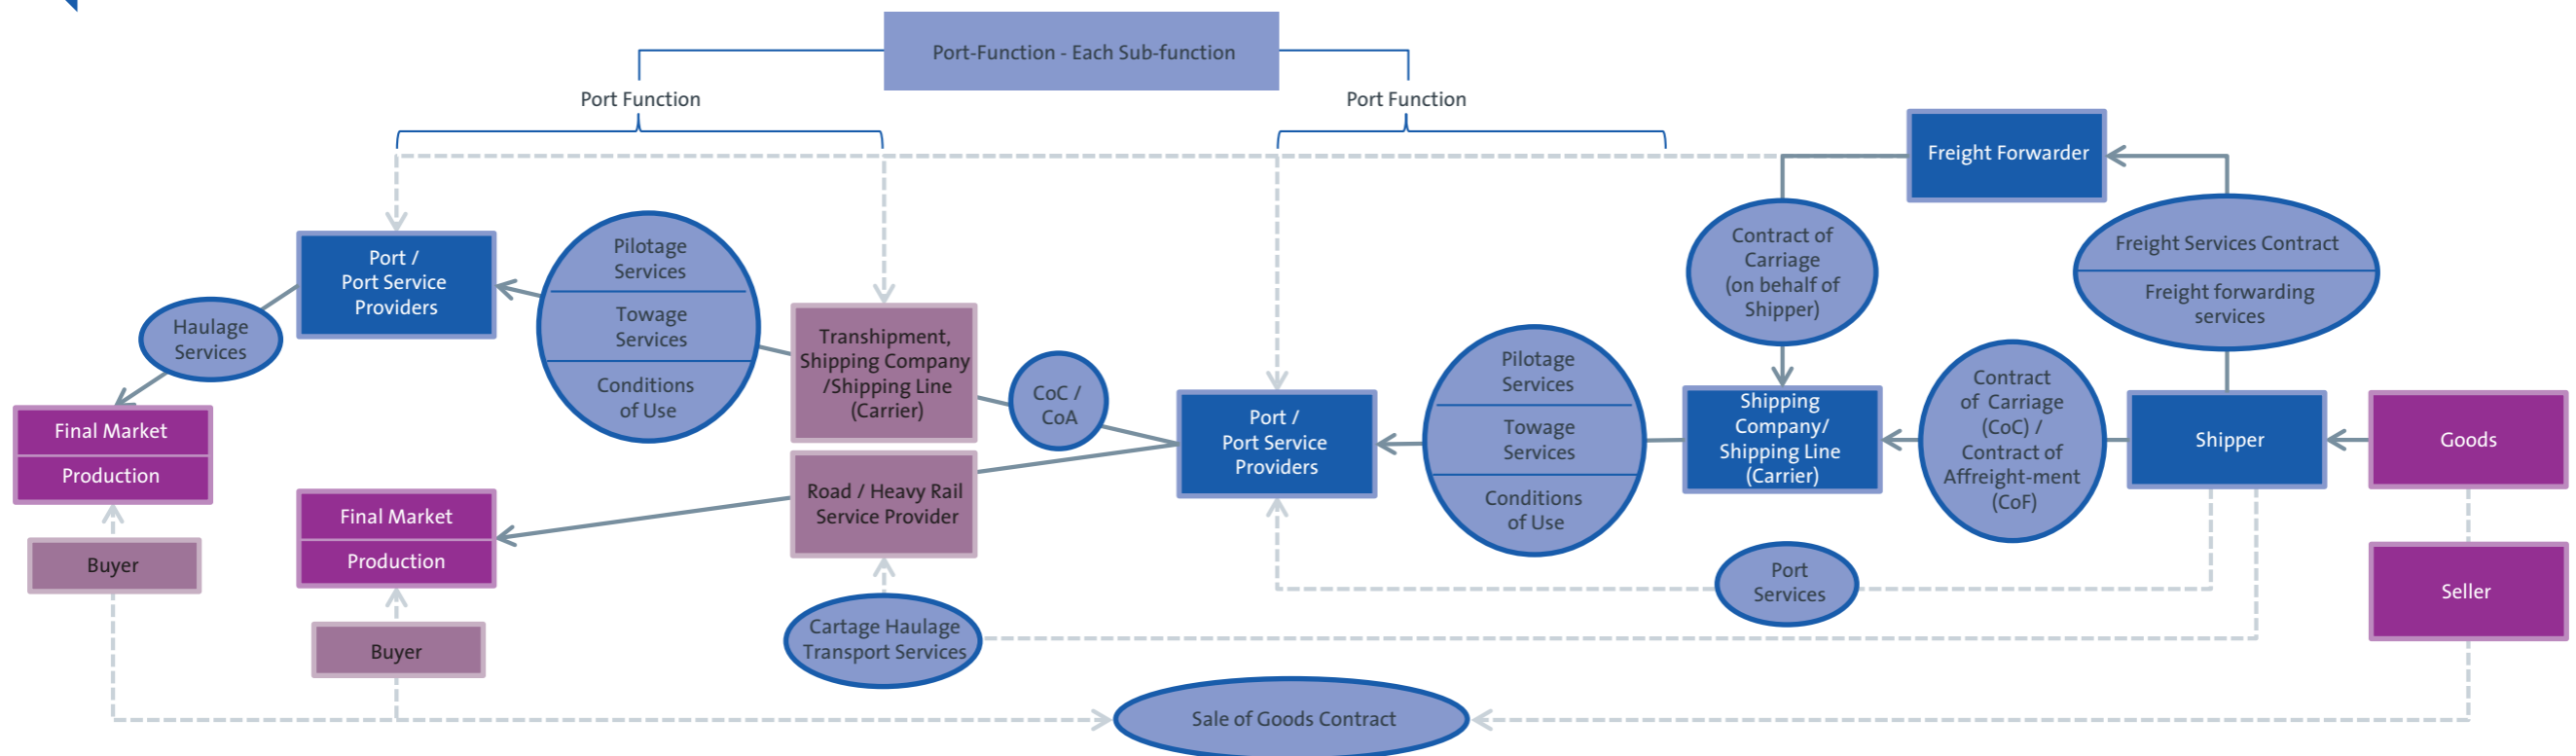 Port-Function - Each Sub-function
Port Function
Port Function
Freight Forwarder
Port /
Port Service
Providers
Pilotage
Services
Towage
Services
Conditions
of Use
Haulage
Services
Final Market
Production
Buyer
Final Market
Production
Buyer
Transhipment,
Shipping Company
/Shipping Line
(Carrier)
Road / Heavy Rail
Service Provider
Cartage Haulage
Transport Services
CoC /
CoA
Port /
Port Service
Providers
Pilotage
Services
Towage
Services
Conditions
of Use
Contract of
Carriage
(on behalf of
Shipper)
Shipping
Company/
Shipping Line
(Carrier)
Contract
of Carriage
(CoC) /
Contract of
Affreight-ment
(CoF)
Freight Services Contract
Freight forwarding
services
Shipper
Goods
Seller
Port
Services
Sale of Goods Contract